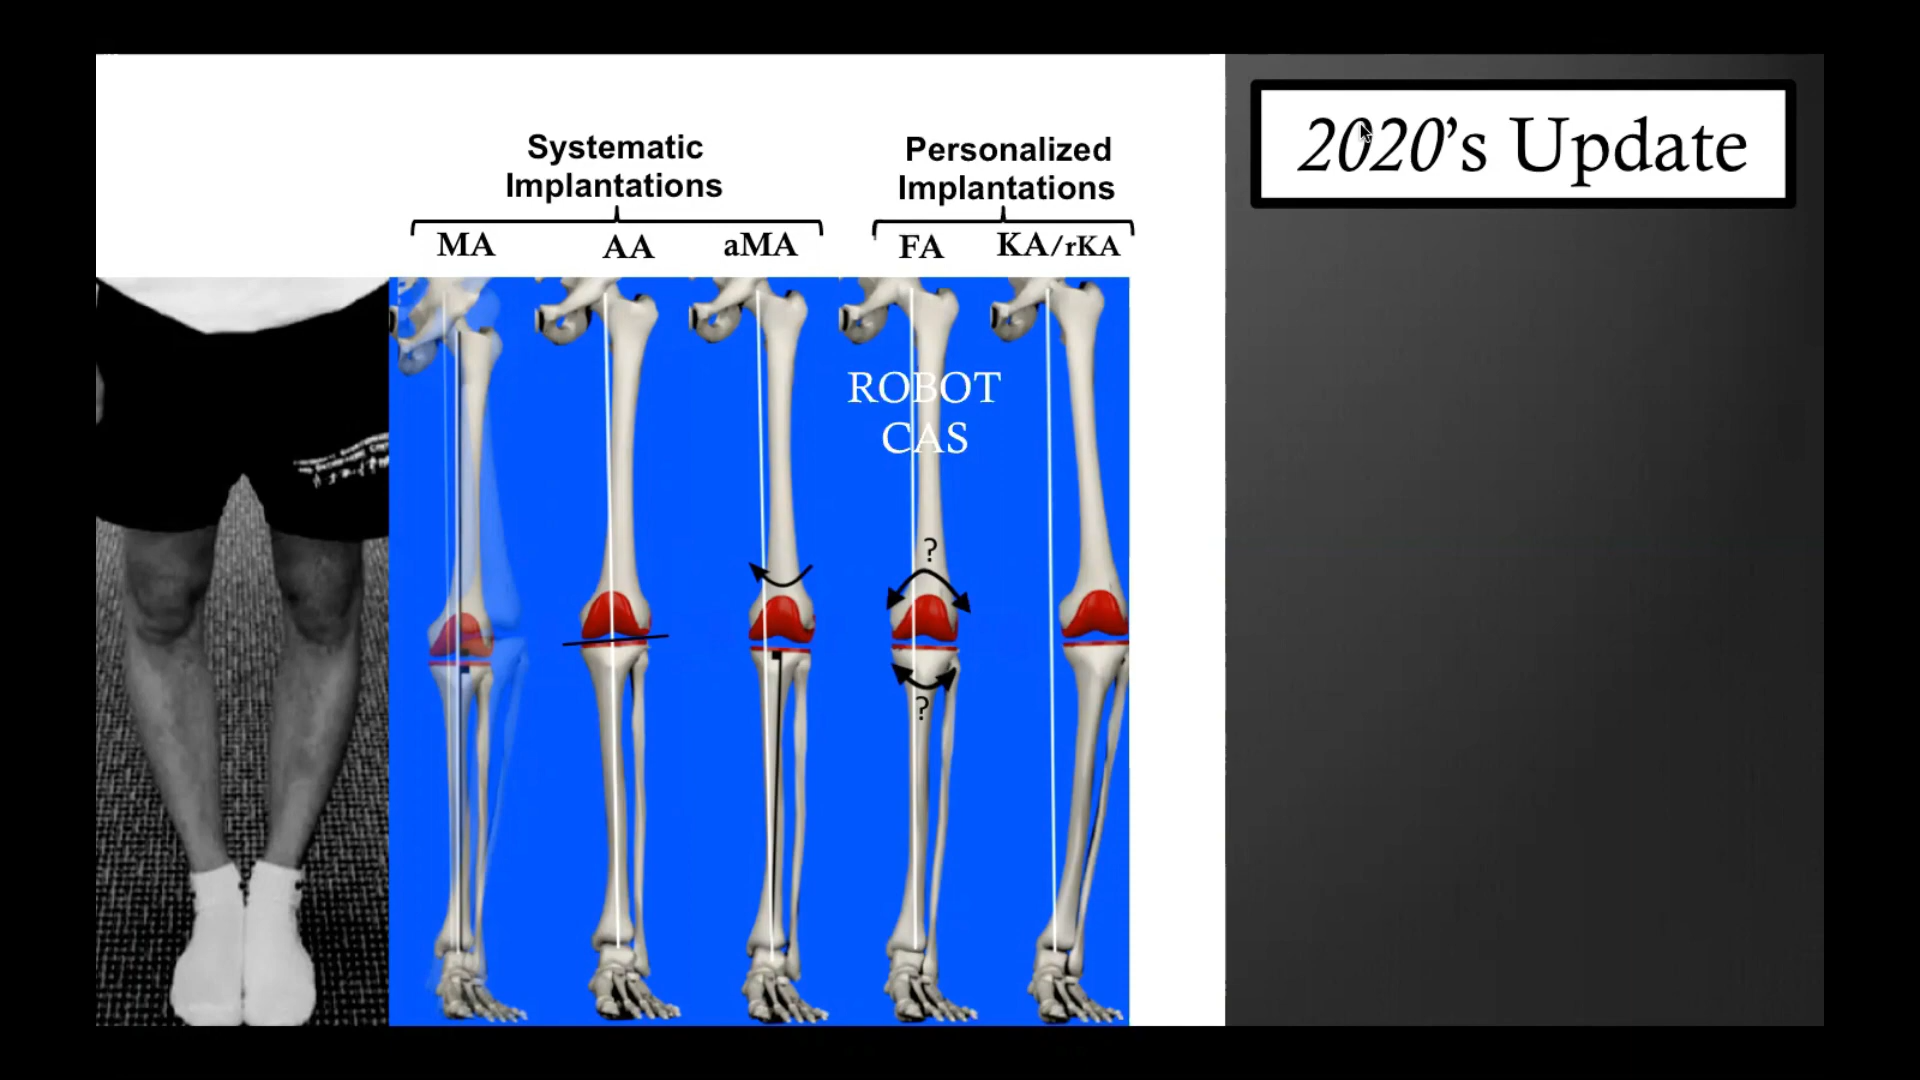 2020’s Update
Systematic
Implantations
Personalized
Implantations
MA
AA
aMA
FA
KA/rKA
ROBOT
CAS
?
?